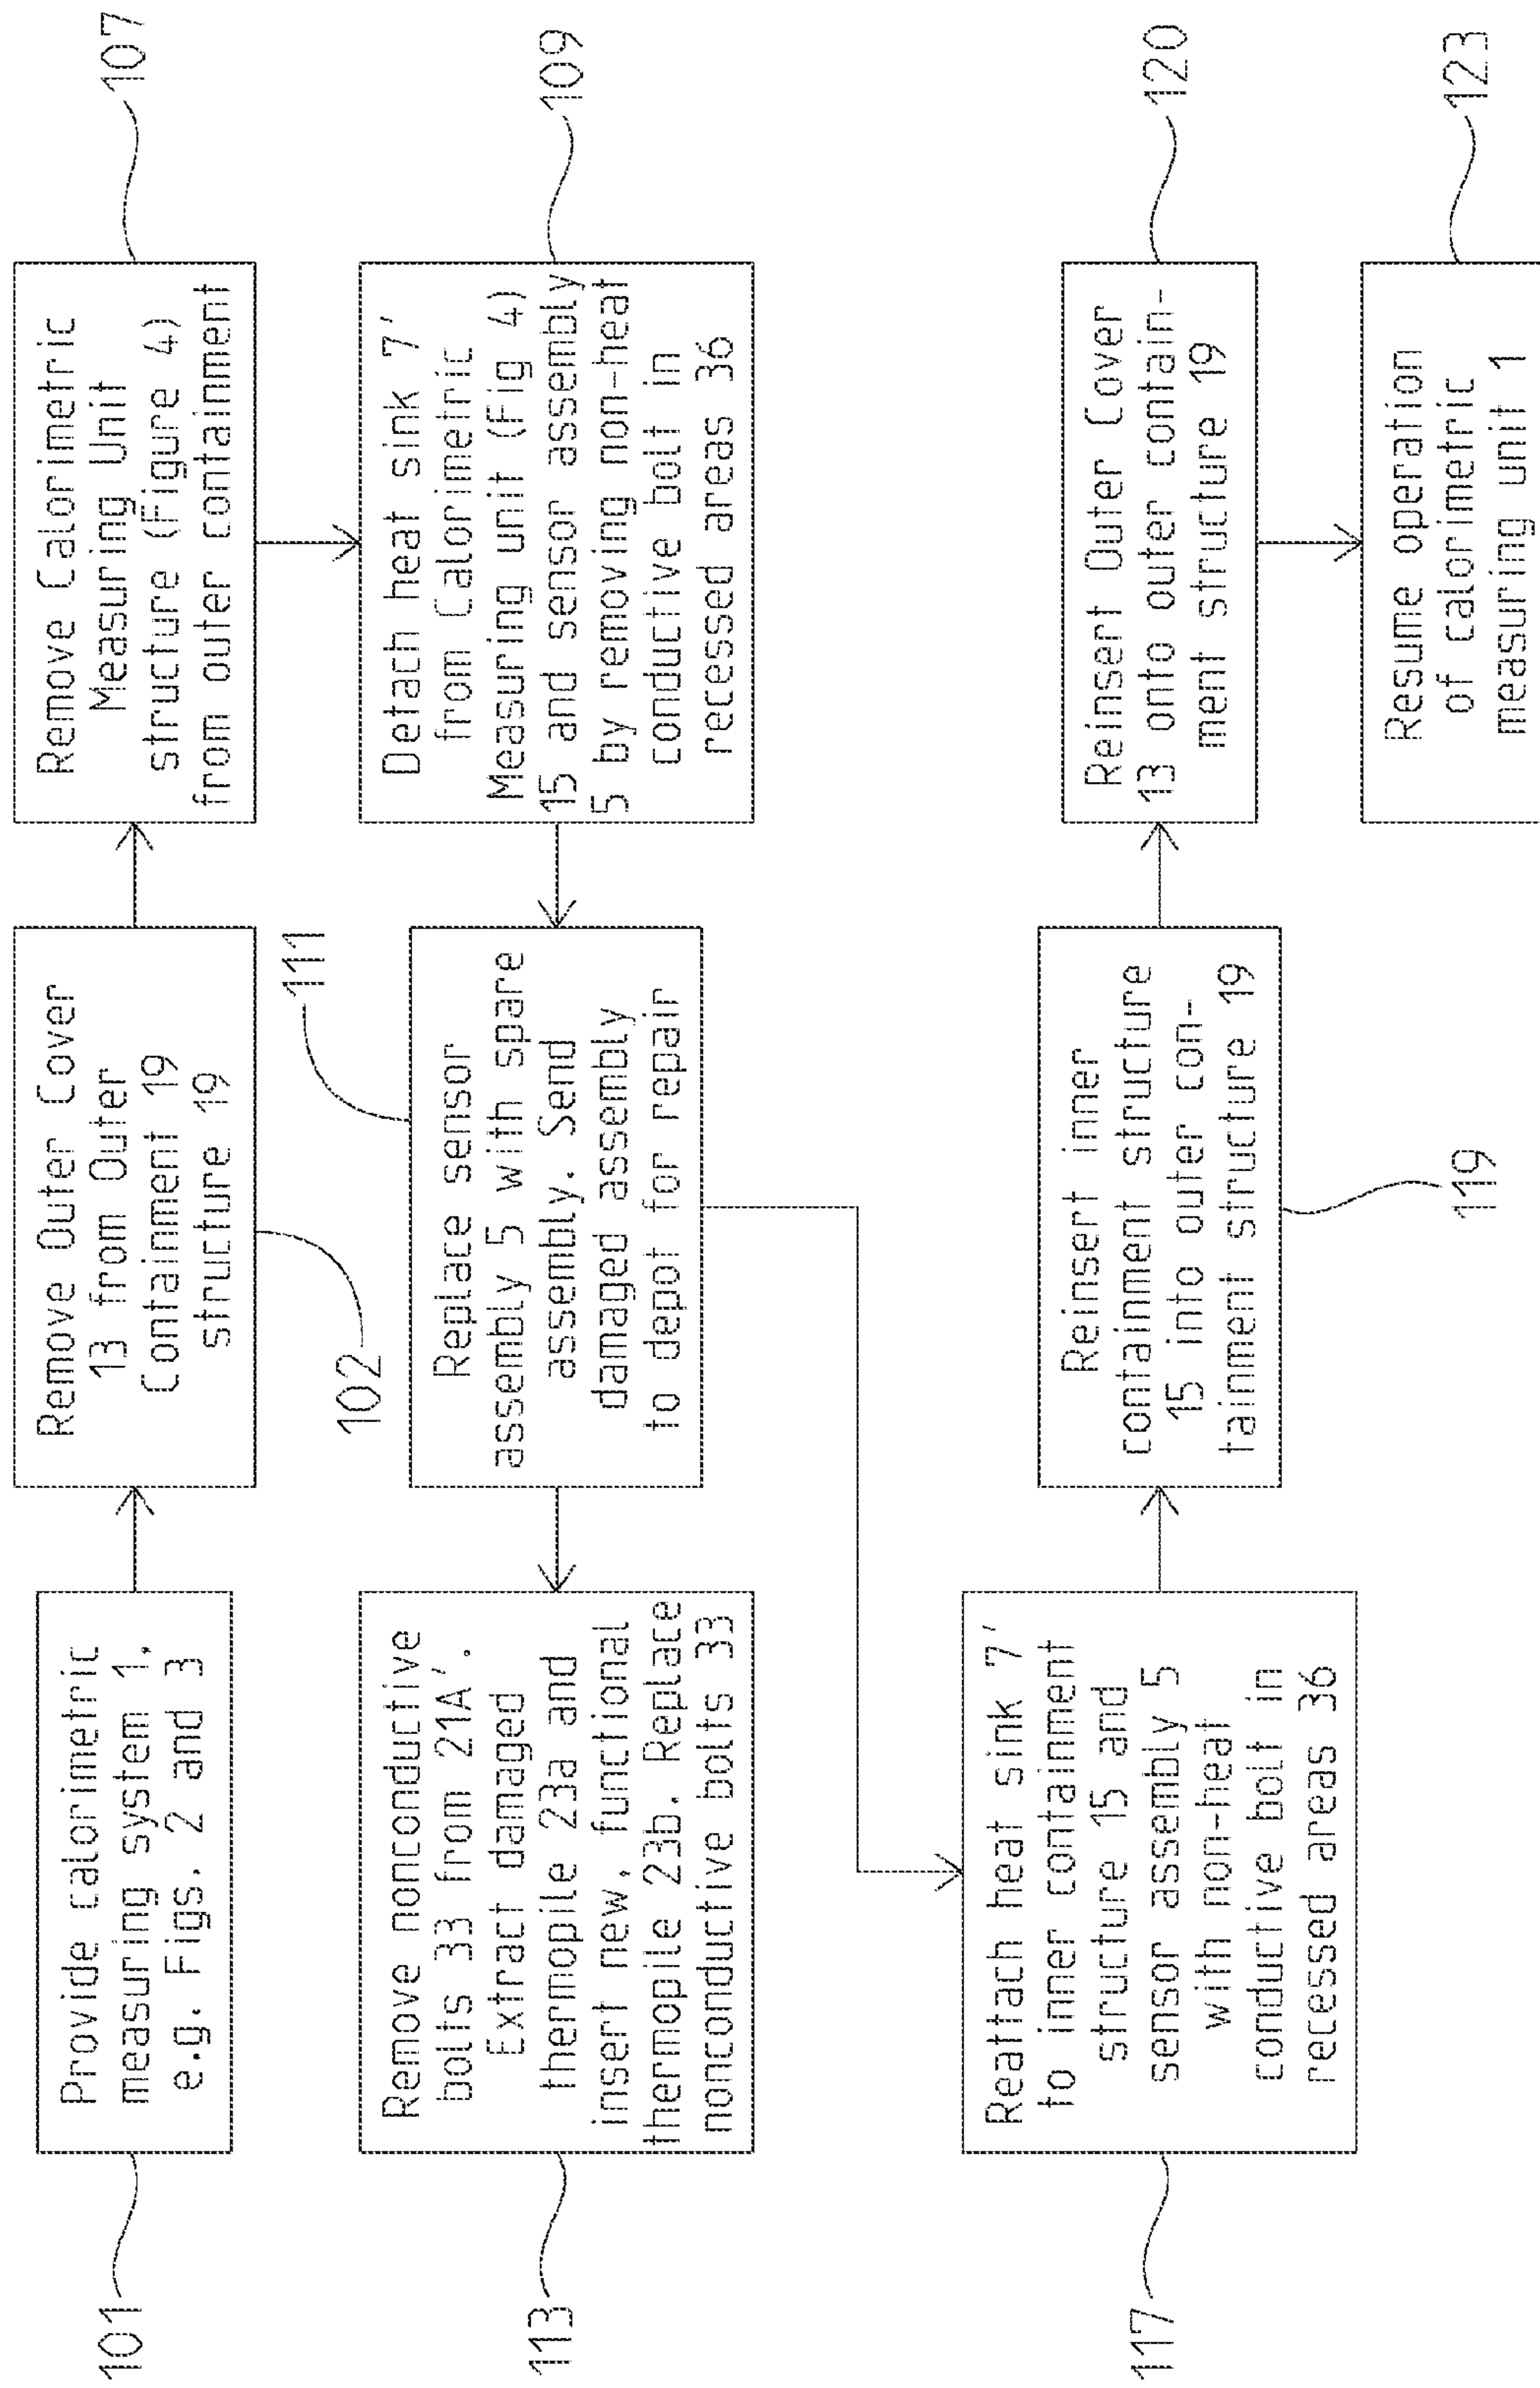 101
Provide calorimetric
measuring system 1,
e.g. Figs. 2 and 3
Remove Outer Cover
13 from Outer
Containment 19
structure 19
102
Remove Calorimetric
Measuring Unit
structure (Figure 4)
from outer containment
107
Detach heat sink 7'
from Calorimetric
Measuring unit (Fig 4)
15 and sensor assembly
5 by removing non-heat
conductive bolt in
recessed areas 36
109
111
Replace sensor
assembly 5 with spare
assembly. Send
damaged assembly
to depot for repair
113
Remove nonconductive
bolts 33 from 21A'.
Extract damaged
thermopile 23a and
insert new, functional
thermopile 23b. Replace
nonconductive bolts 33
117
Reattach heat sink 7'
to inner containment
structure 15 and
sensor assembly 5
with non-heat
conductive bolt in
recessed areas 36
Reinsert inner
containment structure
15 into outer con-
tainment structure 19
119
Reinsert Outer Cover
13 onto outer contain-
ment structure 19
120
Resume operation
of calorimetric
measuring unit 1
123